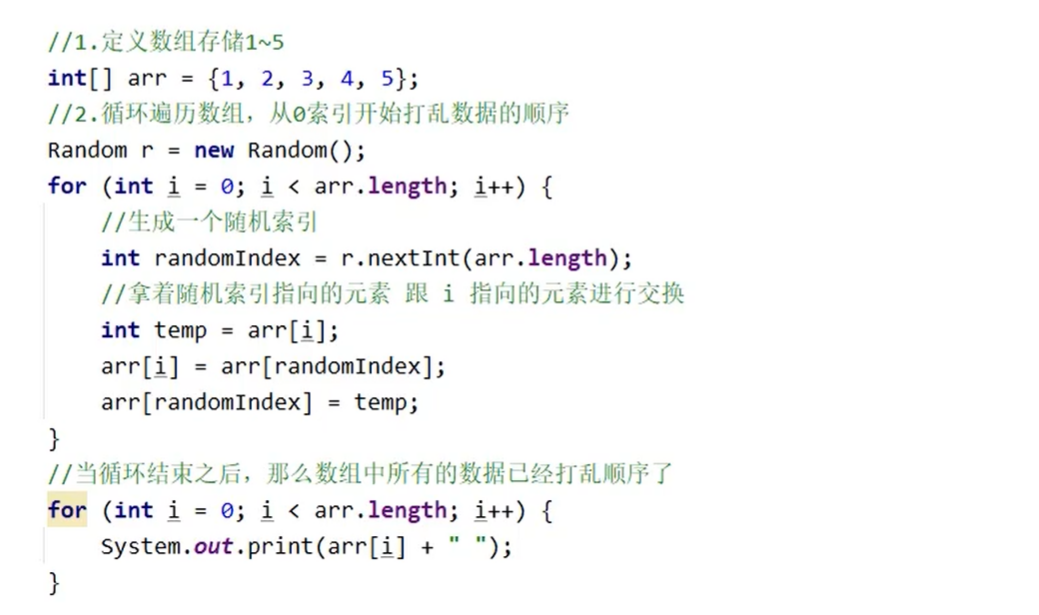 //1.定义数组存储1~5
int[] arr = {1, 2, 3, 4, 5};
//2.循环遍历数组，从0索引开始打乱数据的顺序
Random r = new Random();
for (int i = 0; i < arr.length; i++) {
    //生成一个随机索引
    int randomIndex = r.nextInt(arr.length);
    //拿着随机索引指向的元素 跟 i 指向的元素进行交换
    int temp = arr[i];
    arr[i] = arr[randomIndex];
    arr[randomIndex] = temp;
}
//当循环结束之后，那么数组中所有的数据已经打乱顺序了
for (int i = 0; i < arr.length; i++) {
    System.out.print(arr[i] + " ");
}